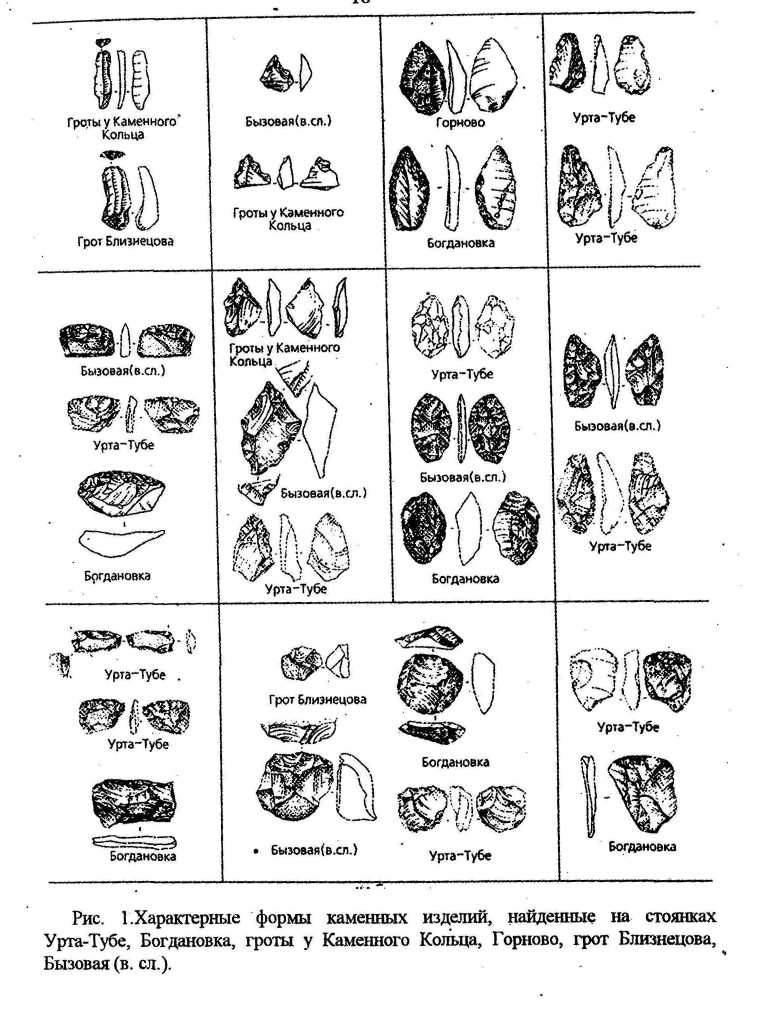 Гроты у Каменного
Кольца
Грот Близнецова
Бызовая(в.сл.)
Гроты у Каменного
Кольца
Горново
Богдановка
Урта-Тубе
Урта-Тубе
Бызовая(в.сл.)
Урта-Тубе
Богдановка
Гроты у Каменного
Кольца
Бызовая(в.сл.)
Урта-Тубе
Урта-Тубе
Бызовая(в.сл.)
Богдановка
Бызовая(в.сл.)
Урта-Тубе
Урта-Тубе
Урта-Тубе
Богдановка
Грот Близнецова
Бызовая(в.сл.)
Богдановка
Урта-Тубе
Урта-Тубе
Богдановка
Рис. 1.Характерные формы каменных изделий, найденные на стоянках
Урта-Тубе, Богдановка, гроты у Каменного Кольца, Горново, грот Близнецова,
Бызовая (в. сл.).